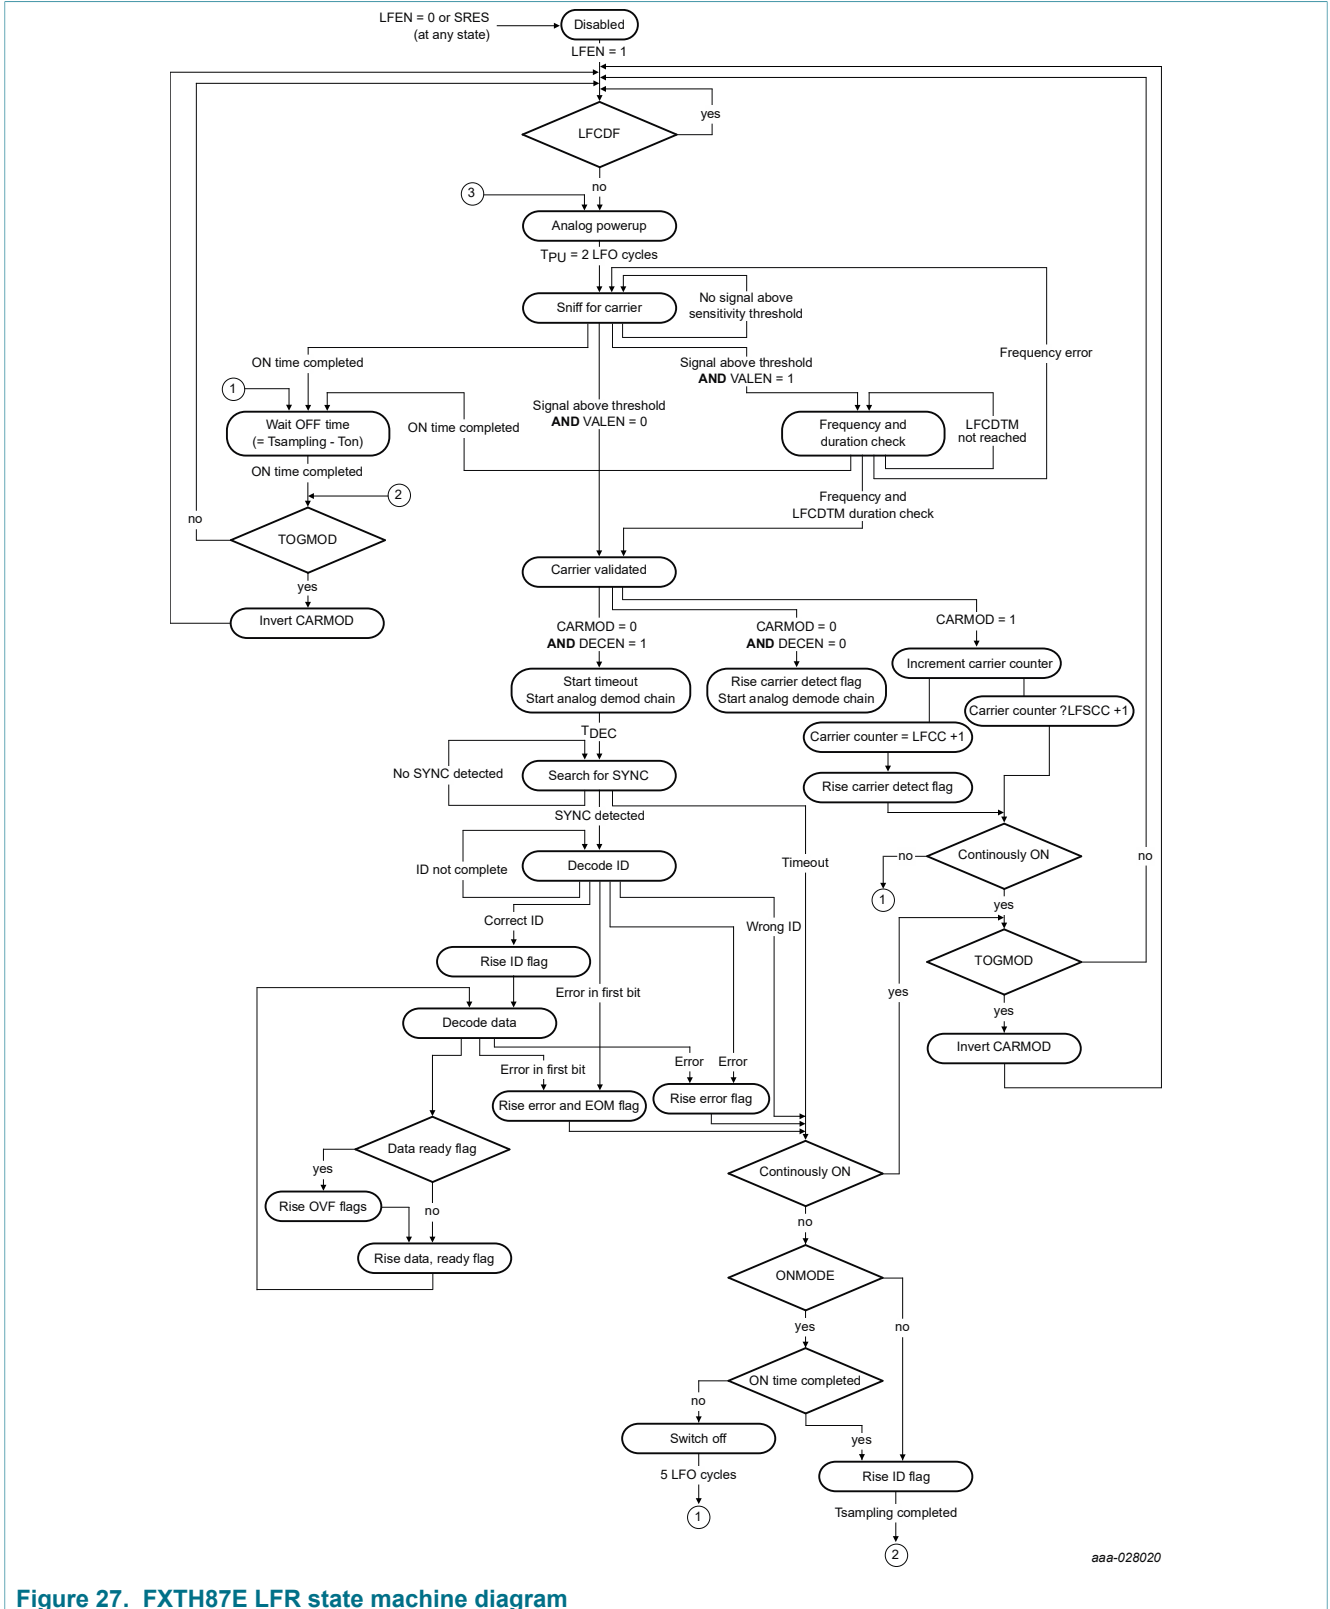 LFEN = 0 or SRES
(at any state)
Disabled
LFEN = 1
yes
LFCDF
no
3
Analog powerup
TPU = 2 LFO cycles
No signal above
sensitivity threshold
Sniff for carrier
Frequency error
ON time completed
Signal above threshold
AND VALEN = 1
1
Signal above threshold
AND VALEN = 0
Wait OFF time
(= Tsampling - Ton)
ON time completed
Frequency and
duration check
LFCDTM
not reached
ON time completed
2
Frequency and
LFCDTM duration check
no
TOGMOD
yes
Carrier validated
Invert CARMOD
CARMOD = 0
AND DECEN = 1
CARMOD = 0
AND DECEN = 0
CARMOD = 1
Increment carrier counter
Start timeout
Start analog demod chain
Rise carrier detect flag
Start analog demode chain
Carrier counter ?LFSCC +1
TDEC
Carrier counter = LFCC +1
No SYNC detected
Search for SYNC
Rise carrier detect flag
SYNC detected
Continously ON
no
no
ID not complete
Decode ID
Timeout
1
yes
Correct ID
Wrong ID
Rise ID flag
TOGMOD
Error in first bit
yes
yes
Decode data
Invert CARMOD
Error in first bit
Error
Error
Rise error and EOM flag
Rise error flag
Data ready flag
yes
Continously ON
Rise OVF flags
no
no
Rise data, ready flag
ONMODE
yes
no
ON time completed
no
Switch off
yes
5 LFO cycles
Rise ID flag
1
Tsampling completed
2
aaa-028020
Figure 27. FXTH87E LFR state machine diagram